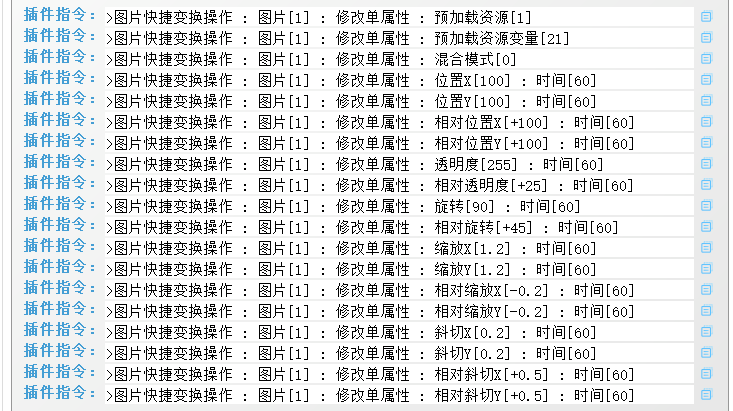 插件指令: >图片快捷变换操作 : 图片[1] : 修改单属性 : 预加载资源[1]
插件指令: >图片快捷变换操作 : 图片[1] : 修改单属性 : 预加载资源变量[21]
插件指令: >图片快捷变换操作 : 图片[1] : 修改单属性 : 混合模式[0]
插件指令: >图片快捷变换操作 : 图片[1] : 修改单属性 : 位置X[100] : 时间[60]
插件指令: >图片快捷变换操作 : 图片[1] : 修改单属性 : 位置Y[100] : 时间[60]
插件指令: >图片快捷变换操作 : 图片[1] : 修改单属性 : 相对位置X[+100] : 时间[60]
插件指令: >图片快捷变换操作 : 图片[1] : 修改单属性 : 相对位置Y[+100] : 时间[60]
插件指令: >图片快捷变换操作 : 图片[1] : 修改单属性 : 透明度[255] : 时间[60]
插件指令: >图片快捷变换操作 : 图片[1] : 修改单属性 : 相对透明度[+25] : 时间[60]
插件指令: >图片快捷变换操作 : 图片[1] : 修改单属性 : 旋转[90] : 时间[60]
插件指令: >图片快捷变换操作 : 图片[1] : 修改单属性 : 相对旋转[+45] : 时间[60]
插件指令: >图片快捷变换操作 : 图片[1] : 修改单属性 : 缩放X[1.2] : 时间[60]
插件指令: >图片快捷变换操作 : 图片[1] : 修改单属性 : 缩放Y[1.2] : 时间[60]
插件指令: >图片快捷变换操作 : 图片[1] : 修改单属性 : 相对缩放X[-0.2] : 时间[60]
插件指令: >图片快捷变换操作 : 图片[1] : 修改单属性 : 相对缩放Y[-0.2] : 时间[60]
插件指令: >图片快捷变换操作 : 图片[1] : 修改单属性 : 斜切X[0.2] : 时间[60]
插件指令: >图片快捷变换操作 : 图片[1] : 修改单属性 : 斜切Y[0.2] : 时间[60]
插件指令: >图片快捷变换操作 : 图片[1] : 修改单属性 : 相对斜切X[+0.5] : 时间[60]
插件指令: >图片快捷变换操作 : 图片[1] : 修改单属性 : 相对斜切Y[+0.5] : 时间[60]